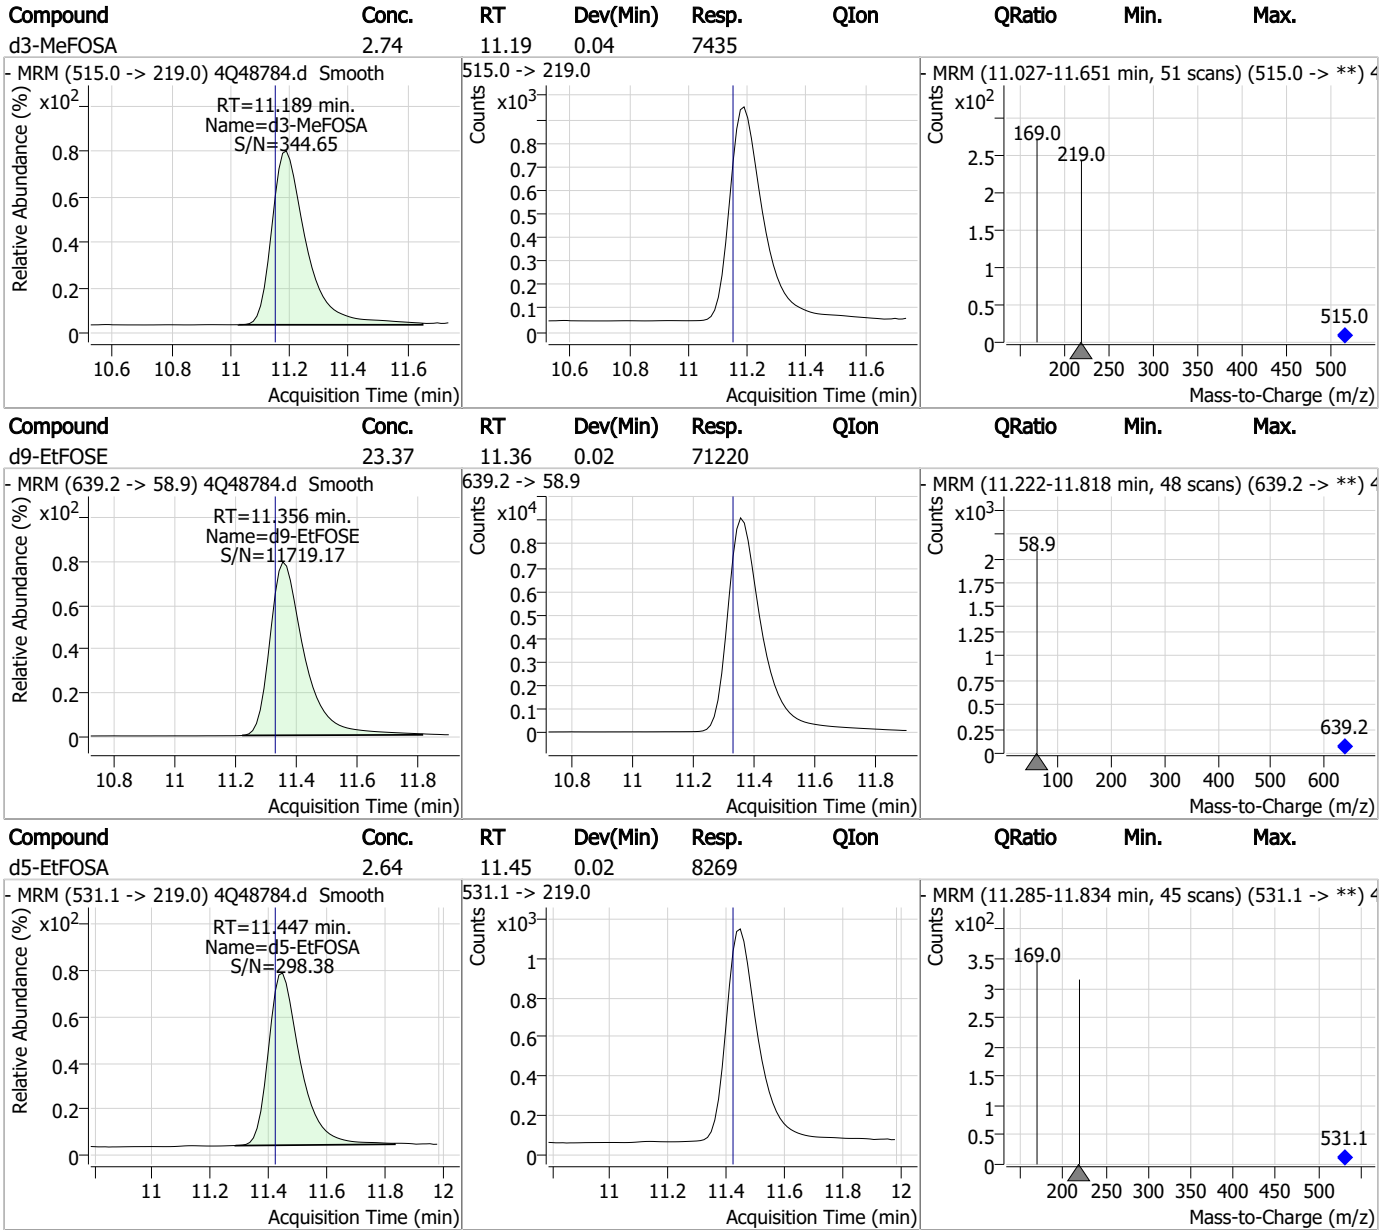 Compound Conc. RT Dev(Min) Resp. QIon QRatio Min. Max.
d3-MeFOSA 2.74 11.19 0.04 7435
- MRM (515.0 -> 219.0) 4Q48784.d Smooth
Relative Abundance (%)
x10²
RT=11.189 min.
Name=d3-MeFOSA
S/N=344.65
0.8
0.6
0.4
0.2
0
10.6 10.8 11 11.2 11.4 11.6
Acquisition Time (min)
515.0 -> 219.0
Counts
x10³
0.8
0.7
0.6
0.5
0.4
0.3
0.2
0.1
0
10.6 10.8 11 11.2 11.4 11.6
Acquisition Time (min)
- MRM (11.027-11.651 min, 51 scans) (515.0 -> **) 4
Counts
x10²
169.0
219.0
515.0
2.5
2
1.5
1
0.5
0
200 250 300 350 400 450 500
Mass-to-Charge (m/z)
Compound Conc. RT Dev(Min) Resp. QIon QRatio Min. Max.
d9-EtFOSE 23.37 11.36 0.02 71220
- MRM (639.2 -> 58.9) 4Q48784.d Smooth
Relative Abundance (%)
x10²
RT=11.356 min.
Name=d9-EtFOSE
S/N=11719.17
0.8
0.6
0.4
0.2
0
10.8 11 11.2 11.4 11.6 11.8
Acquisition Time (min)
639.2 -> 58.9
Counts
x10⁴
0.8
0.7
0.6
0.5
0.4
0.3
0.2
0.1
0
10.8 11 11.2 11.4 11.6 11.8
Acquisition Time (min)
- MRM (11.222-11.818 min, 48 scans) (639.2 -> **) 4
Counts
x10³
58.9
639.2
2
1.75
1.5
1.25
1
0.75
0.5
0.25
0
100 200 300 400 500 600
Mass-to-Charge (m/z)
Compound Conc. RT Dev(Min) Resp. QIon QRatio Min. Max.
d5-EtFOSA 2.64 11.45 0.02 8269
- MRM (531.1 -> 219.0) 4Q48784.d Smooth
Relative Abundance (%)
x10²
RT=11.447 min.
Name=d5-EtFOSA
S/N=298.38
0.8
0.6
0.4
0.2
0
11 11.2 11.4 11.6 11.8 12
Acquisition Time (min)
531.1 -> 219.0
Counts
x10³
1
0.8
0.6
0.4
0.2
0
11 11.2 11.4 11.6 11.8 12
Acquisition Time (min)
- MRM (11.285-11.834 min, 45 scans) (531.1 -> **) 4
Counts
x10²
169.0
531.1
3.5
3
2.5
2
1.5
1
0.5
0
200 250 300 350 400 450 500
Mass-to-Charge (m/z)